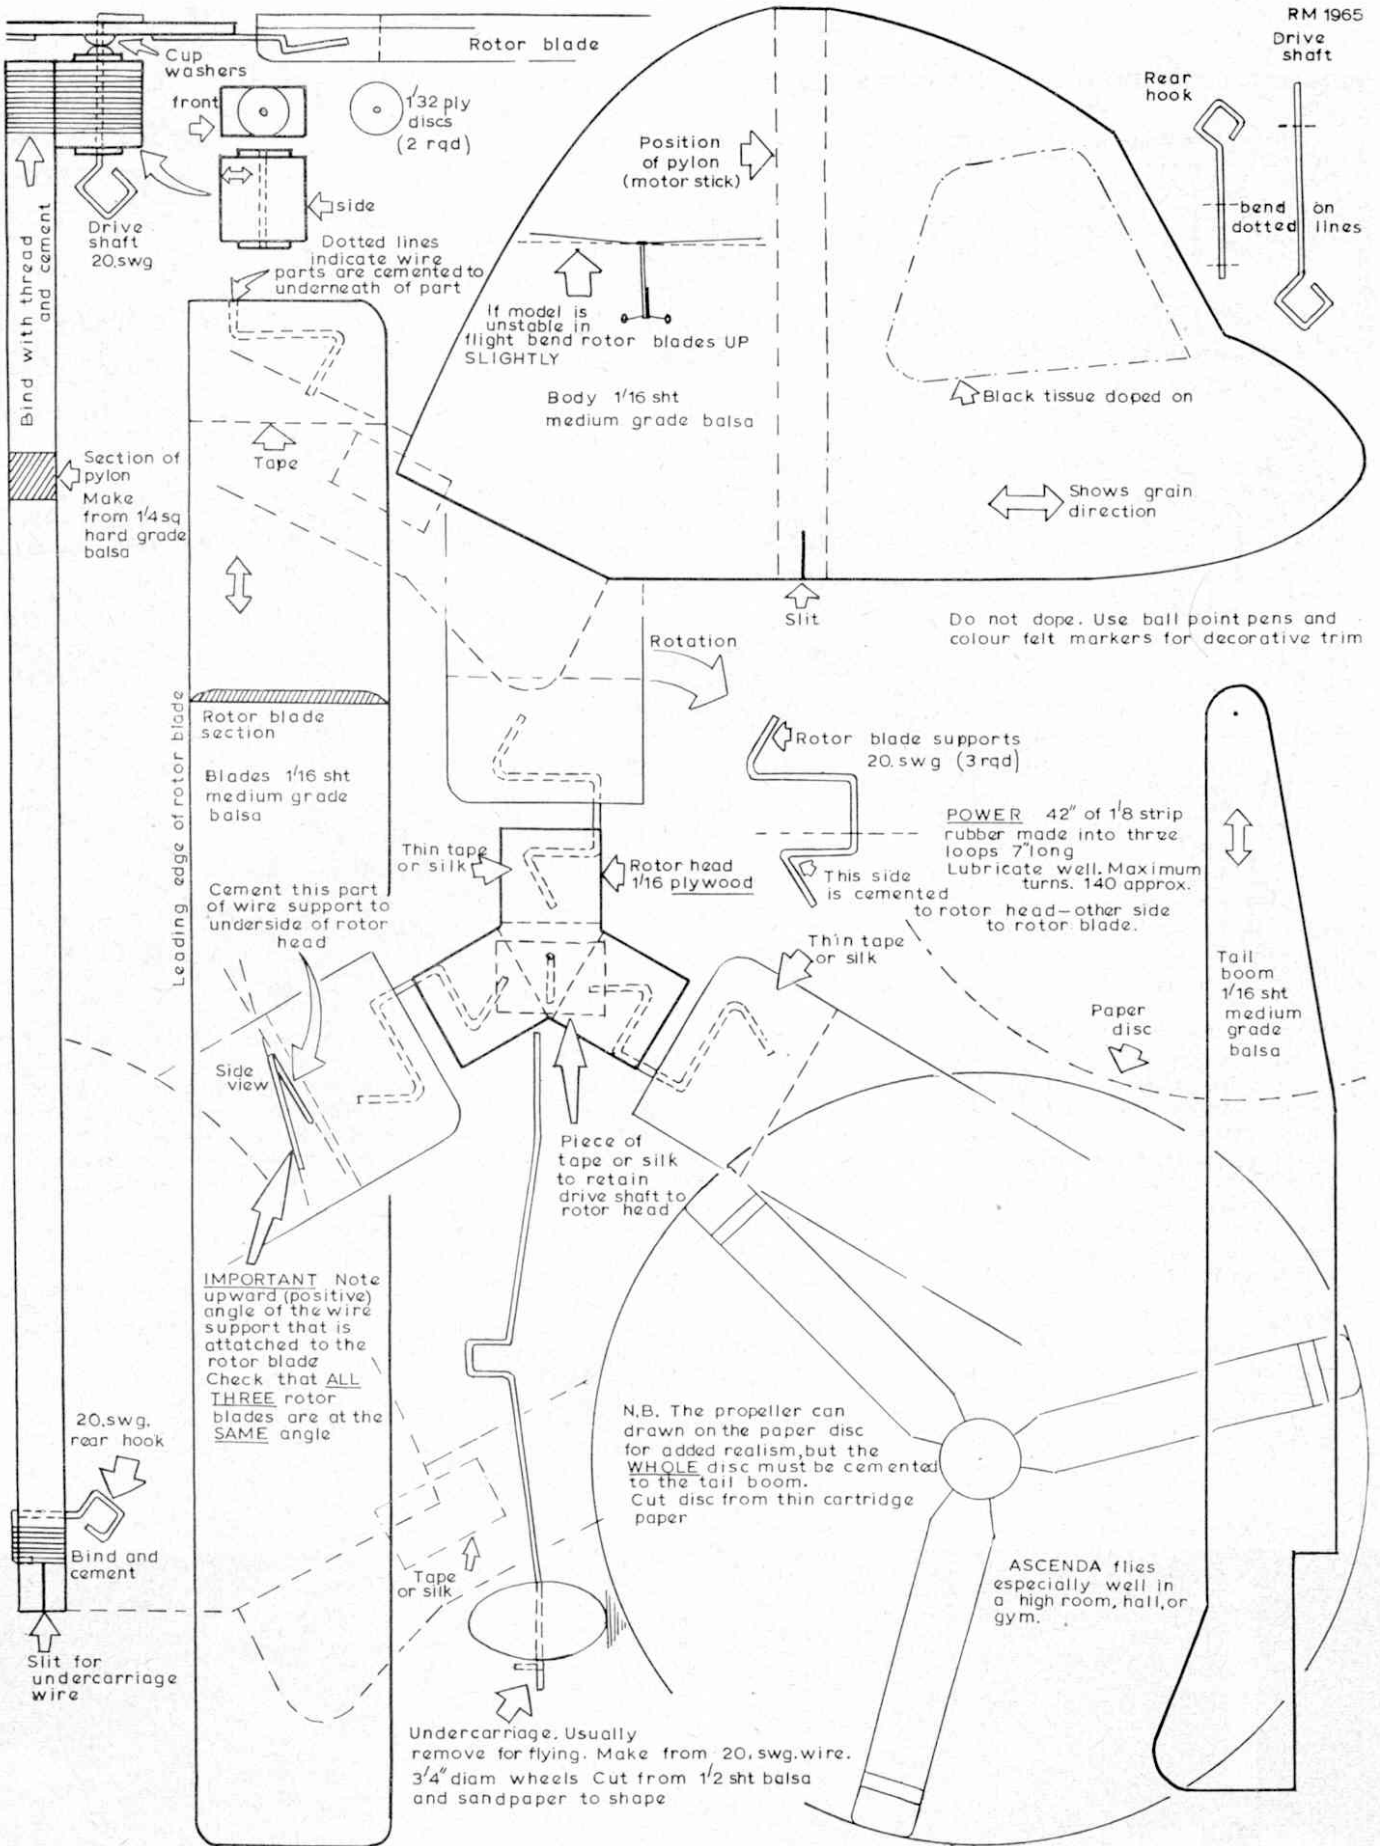 RM 1965
Drive
shaft
Rear
hook
Rotor blade
Cup
washers
front
1/32 ply
discs
(2 rqd)
side
Drive
shaft
20.swg
Bind with thread
and cement
Dotted lines
indicate wire
parts are cemented to
underneath of part
Position
of pylon
(motor stick)
bend on
dotted lines
If model is
unstable in
flight bend rotor blades UP
SLIGHTLY
Body 1/16 sht
medium grade balsa
Black tissue doped on
Shows grain
direction
Tape
Section of
pylon
Make
from 1/4 sq
hard grade
balsa
Slit
Do not dope. Use ball point pens and
colour felt markers for decorative trim
Rotation
Leading edge of rotor blade
Rotor blade
section
Blades 1/16 sht
medium grade
balsa
Rotor blade supports
20.swg (3 rqd)
Thin tape
or silk
Rotor head
1/16 plywood
This side
is cemented
to rotor head-other side
to rotor blade.
POWER 42" of 1/8 strip
rubber made into three
loops 7" long
Lubricate well. Maximum
turns. 140 approx.
Cement this part
of wire support to
underside of rotor
head
Thin tape
or silk
Tail
boom
1/16 sht
medium
grade
balsa
Paper
disc
Side
view
Piece of
tape or silk
to retain
drive shaft to
rotor head
IMPORTANT Note
upward (positive)
angle of the wire
support that is
attatched to the
rotor blade
Check that ALL
THREE rotor
blades are at the
SAME angle
20.swg.
rear hook
N.B. The propeller can
drawn on the paper disc
for added realism, but the
WHOLE disc must be cemented
to the tail boom.
Cut disc from thin cartridge
paper
Bind and
cement
Tape
or silk
ASCENDA flies
especially well in
a high room, hall, or
gym.
Slit for
undercarriage
wire
Undercarriage. Usually
remove for flying. Make from 20. swg. wire.
3/4" diam wheels Cut from 1/2 sht balsa
and sandpaper to shape